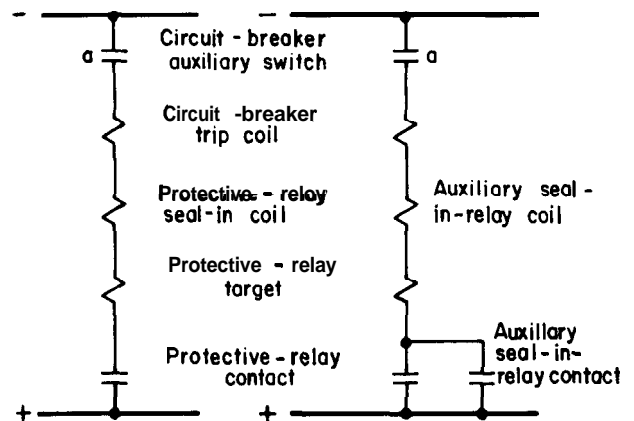 -
-
Circuit - breaker
auxiliary switch
a
a
Circuit -breaker
trip coil
Protective - relay
seal-in coil
Auxiliary seal -
in-relay coil
Protective - relay
target
Protective - relay
contact
Auxillary
seal - in-
relay contact
+
+